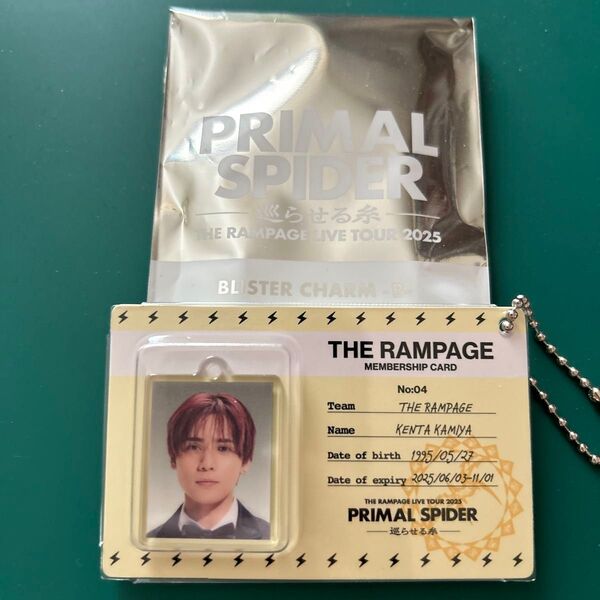 PRIMAL
SPIDER
巡らせる糸
THE RAMPAGE LIVE TOUR 2025
BLISTER CHARM -B-
THE RAMPAGE
MEMBERSHIP CARD
No:04
Team THE RAMPAGE
Name KENTA KAMIYA
Date of birth 1995/05/27
Date of expiry 2025/06/03-11/01
THE RAMPAGE LIVE TOUR 2025
PRIMAL SPIDER
巡らせる糸